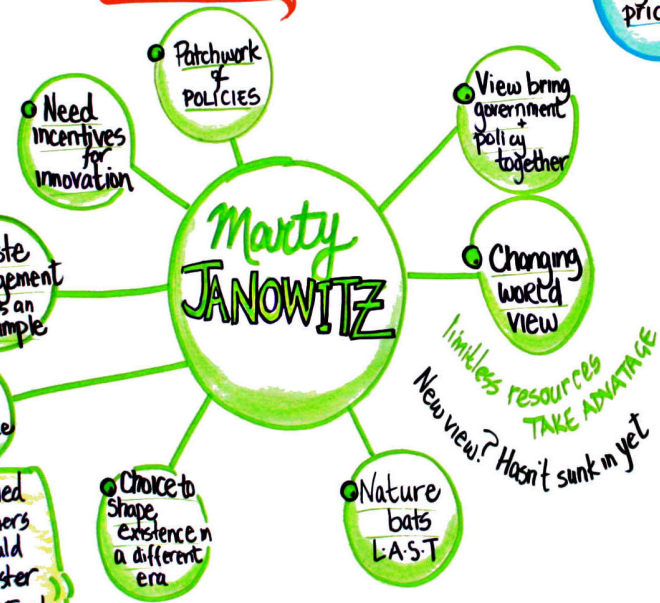 Patchwork
of
POLICIES
Need
incentives
for
innovation
View bring
government
+
policy
together
Marty
JANOWITZ
Changing
world
view
limitless resources
TAKE ADVATAGE
New view? Hasn't sunk in yet
Choice to
shape
existence in
a different
era
Nature
bats
L.A.S.T